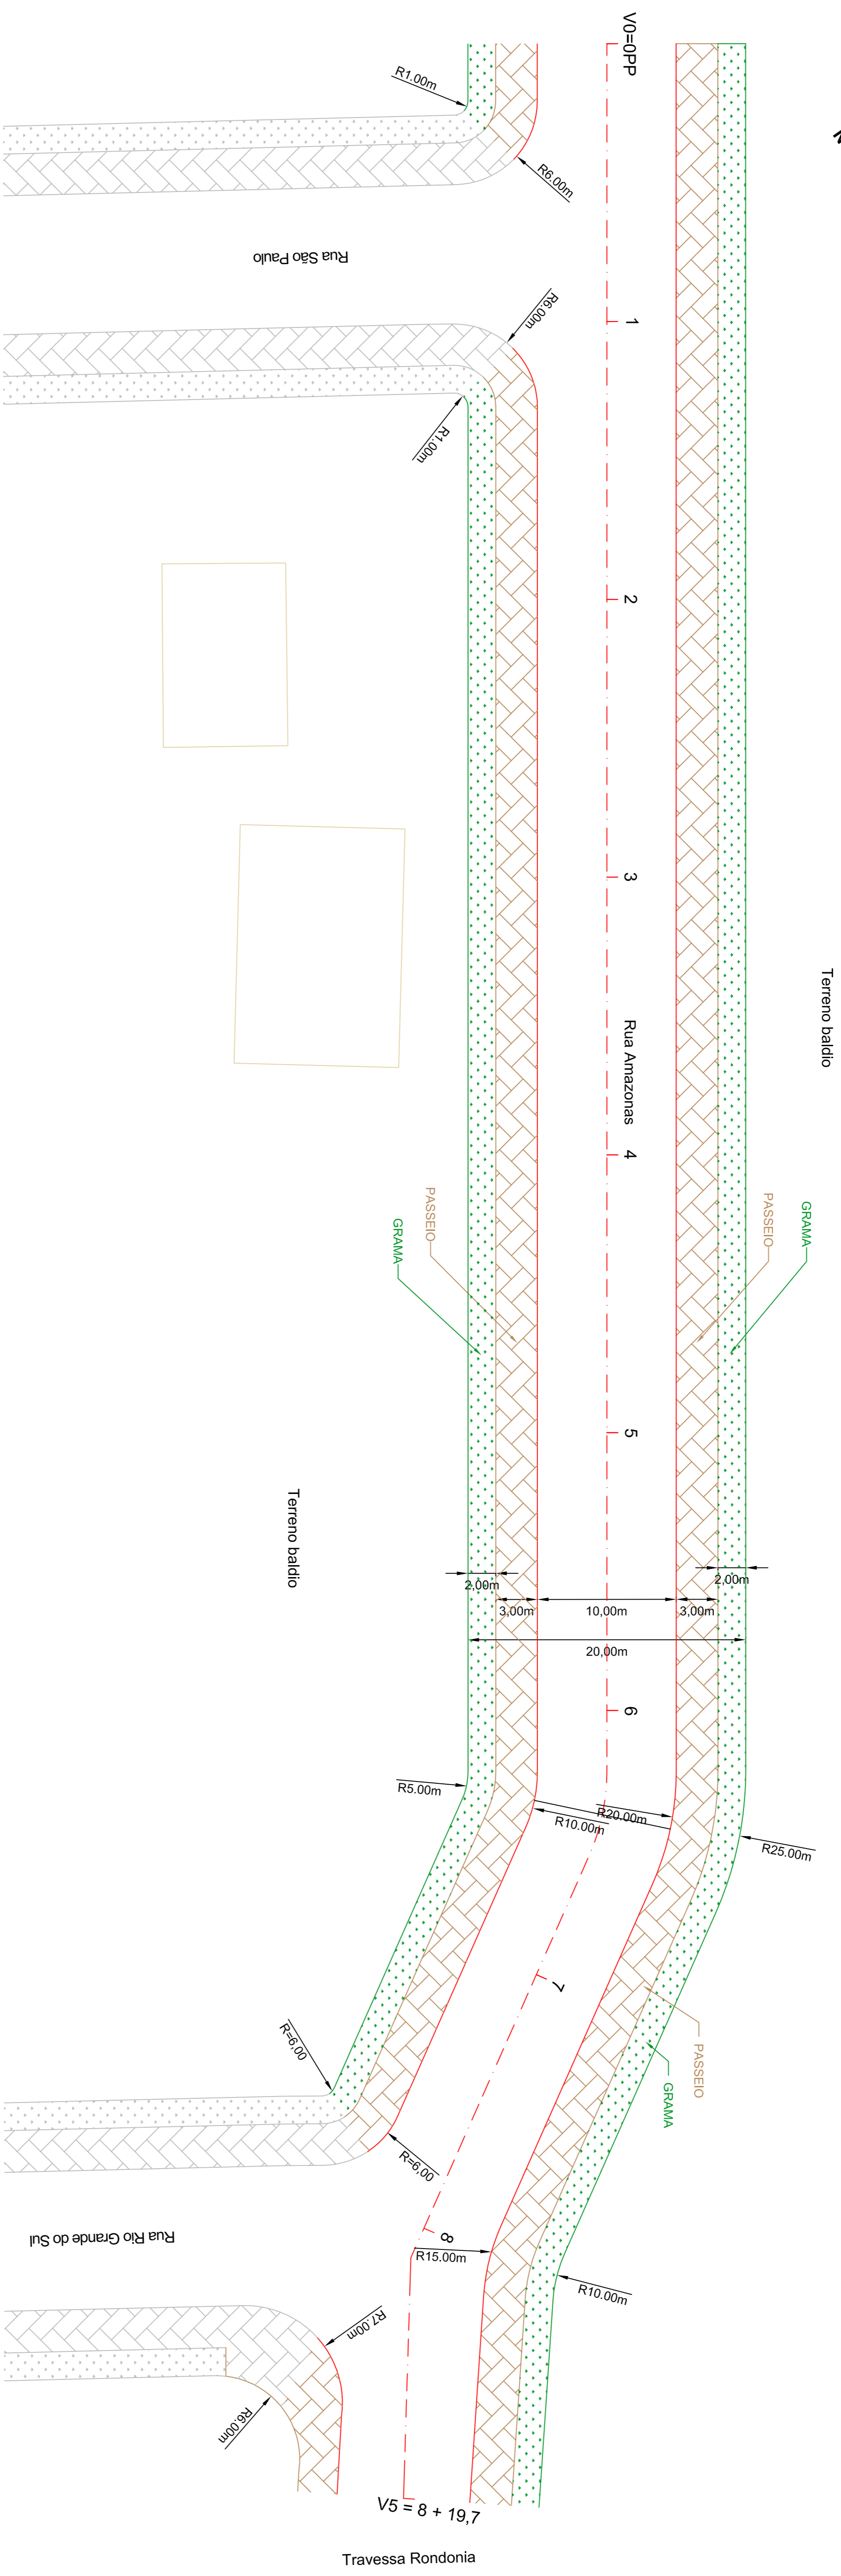 V0=0PP
R1.00m
R6.00m
Rua São Paulo
R6.00m
1
R1.00m
2
3
Terreno baldio
Rua Amazonas
4
PASSEIO
GRAMA
PASSEIO
GRAMA
5
Terreno baldio
2,00m
2,00m
3,00m
10,00m
3,00m
20,00m
6
R5.00m
R10.00m
R20.00m
R25.00m
7
R=6,00
PASSEIO
GRAMA
R=6,00
Rua Rio Grande do Sul
8
R15.00m
R10.00m
R7.00m
R6.00m
V5 = 8 + 19,7
Travessa Rondonia